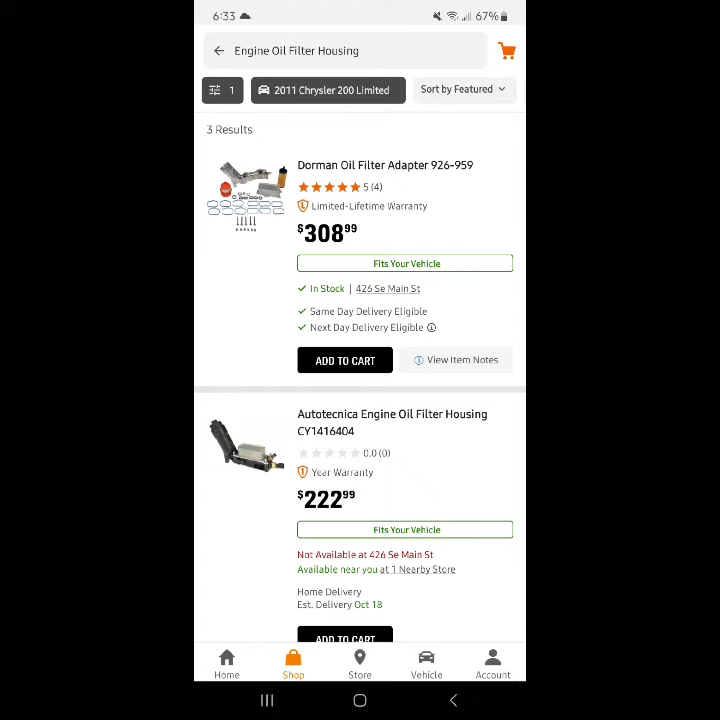 6:33
67%
Engine Oil Filter Housing
1
2011 Chrysler 200 Limited
Sort by Featured
3 Results
Dorman Oil Filter Adapter 926-959
5 (4)
Limited-Lifetime Warranty
$308 99
Fits Your Vehicle
In Stock | 426 Se Main St
Same Day Delivery Eligible
Next Day Delivery Eligible
ADD TO CART
View Item Notes
Autotecnica Engine Oil Filter Housing
CY1416404
0.0 (0)
1 Year Warranty
$222 99
Fits Your Vehicle
Not Available at 426 Se Main St
Available near you at 1 Nearby Store
Home Delivery
Est. Delivery Oct 18
ADD TO CART
Home
Shop
Store
Vehicle
Account